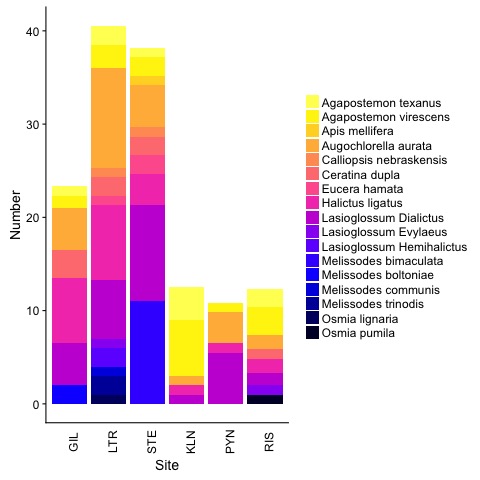 40
30
20
10
0
Number
GIL
LTR
STE
KLN
PYN
RIS
Site
Agapostemon texanus
Agapostemon virescens
Apis mellifera
Augochlorella aurata
Calliopsis nebraskensis
Ceratina dupla
Eucera hamata
Halictus ligatus
Lasioglossum Dialictus
Lasioglossum Evylaeus
Lasioglossum Hemihalictus
Melissodes bimaculata
Melissodes boltoniae
Melissodes communis
Melissodes trinodis
Osmia lignaria
Osmia pumila